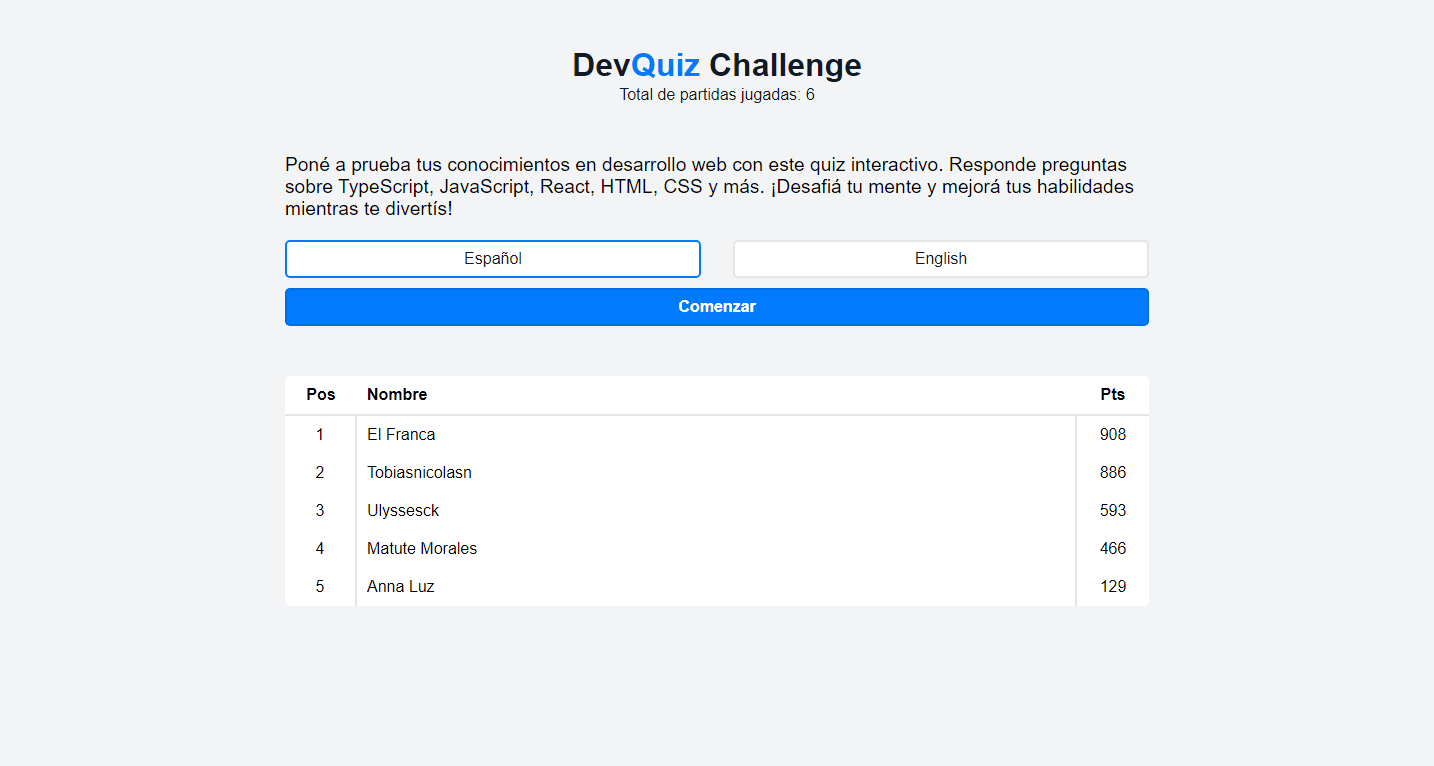 DevQuiz Challenge
Total de partidas jugadas: 6
Poné a prueba tus conocimientos en desarrollo web con este quiz interactivo. Responde preguntas
sobre TypeScript, JavaScript, React, HTML, CSS y más. ¡Desafiá tu mente y mejorá tus habilidades
mientras te divertís!
Español English
Comenzar
Pos Nombre Pts
1 El Franca 908
2 Tobiasnicolasn 886
3 Ulyssesck 593
4 Matute Morales 466
5 Anna Luz 129